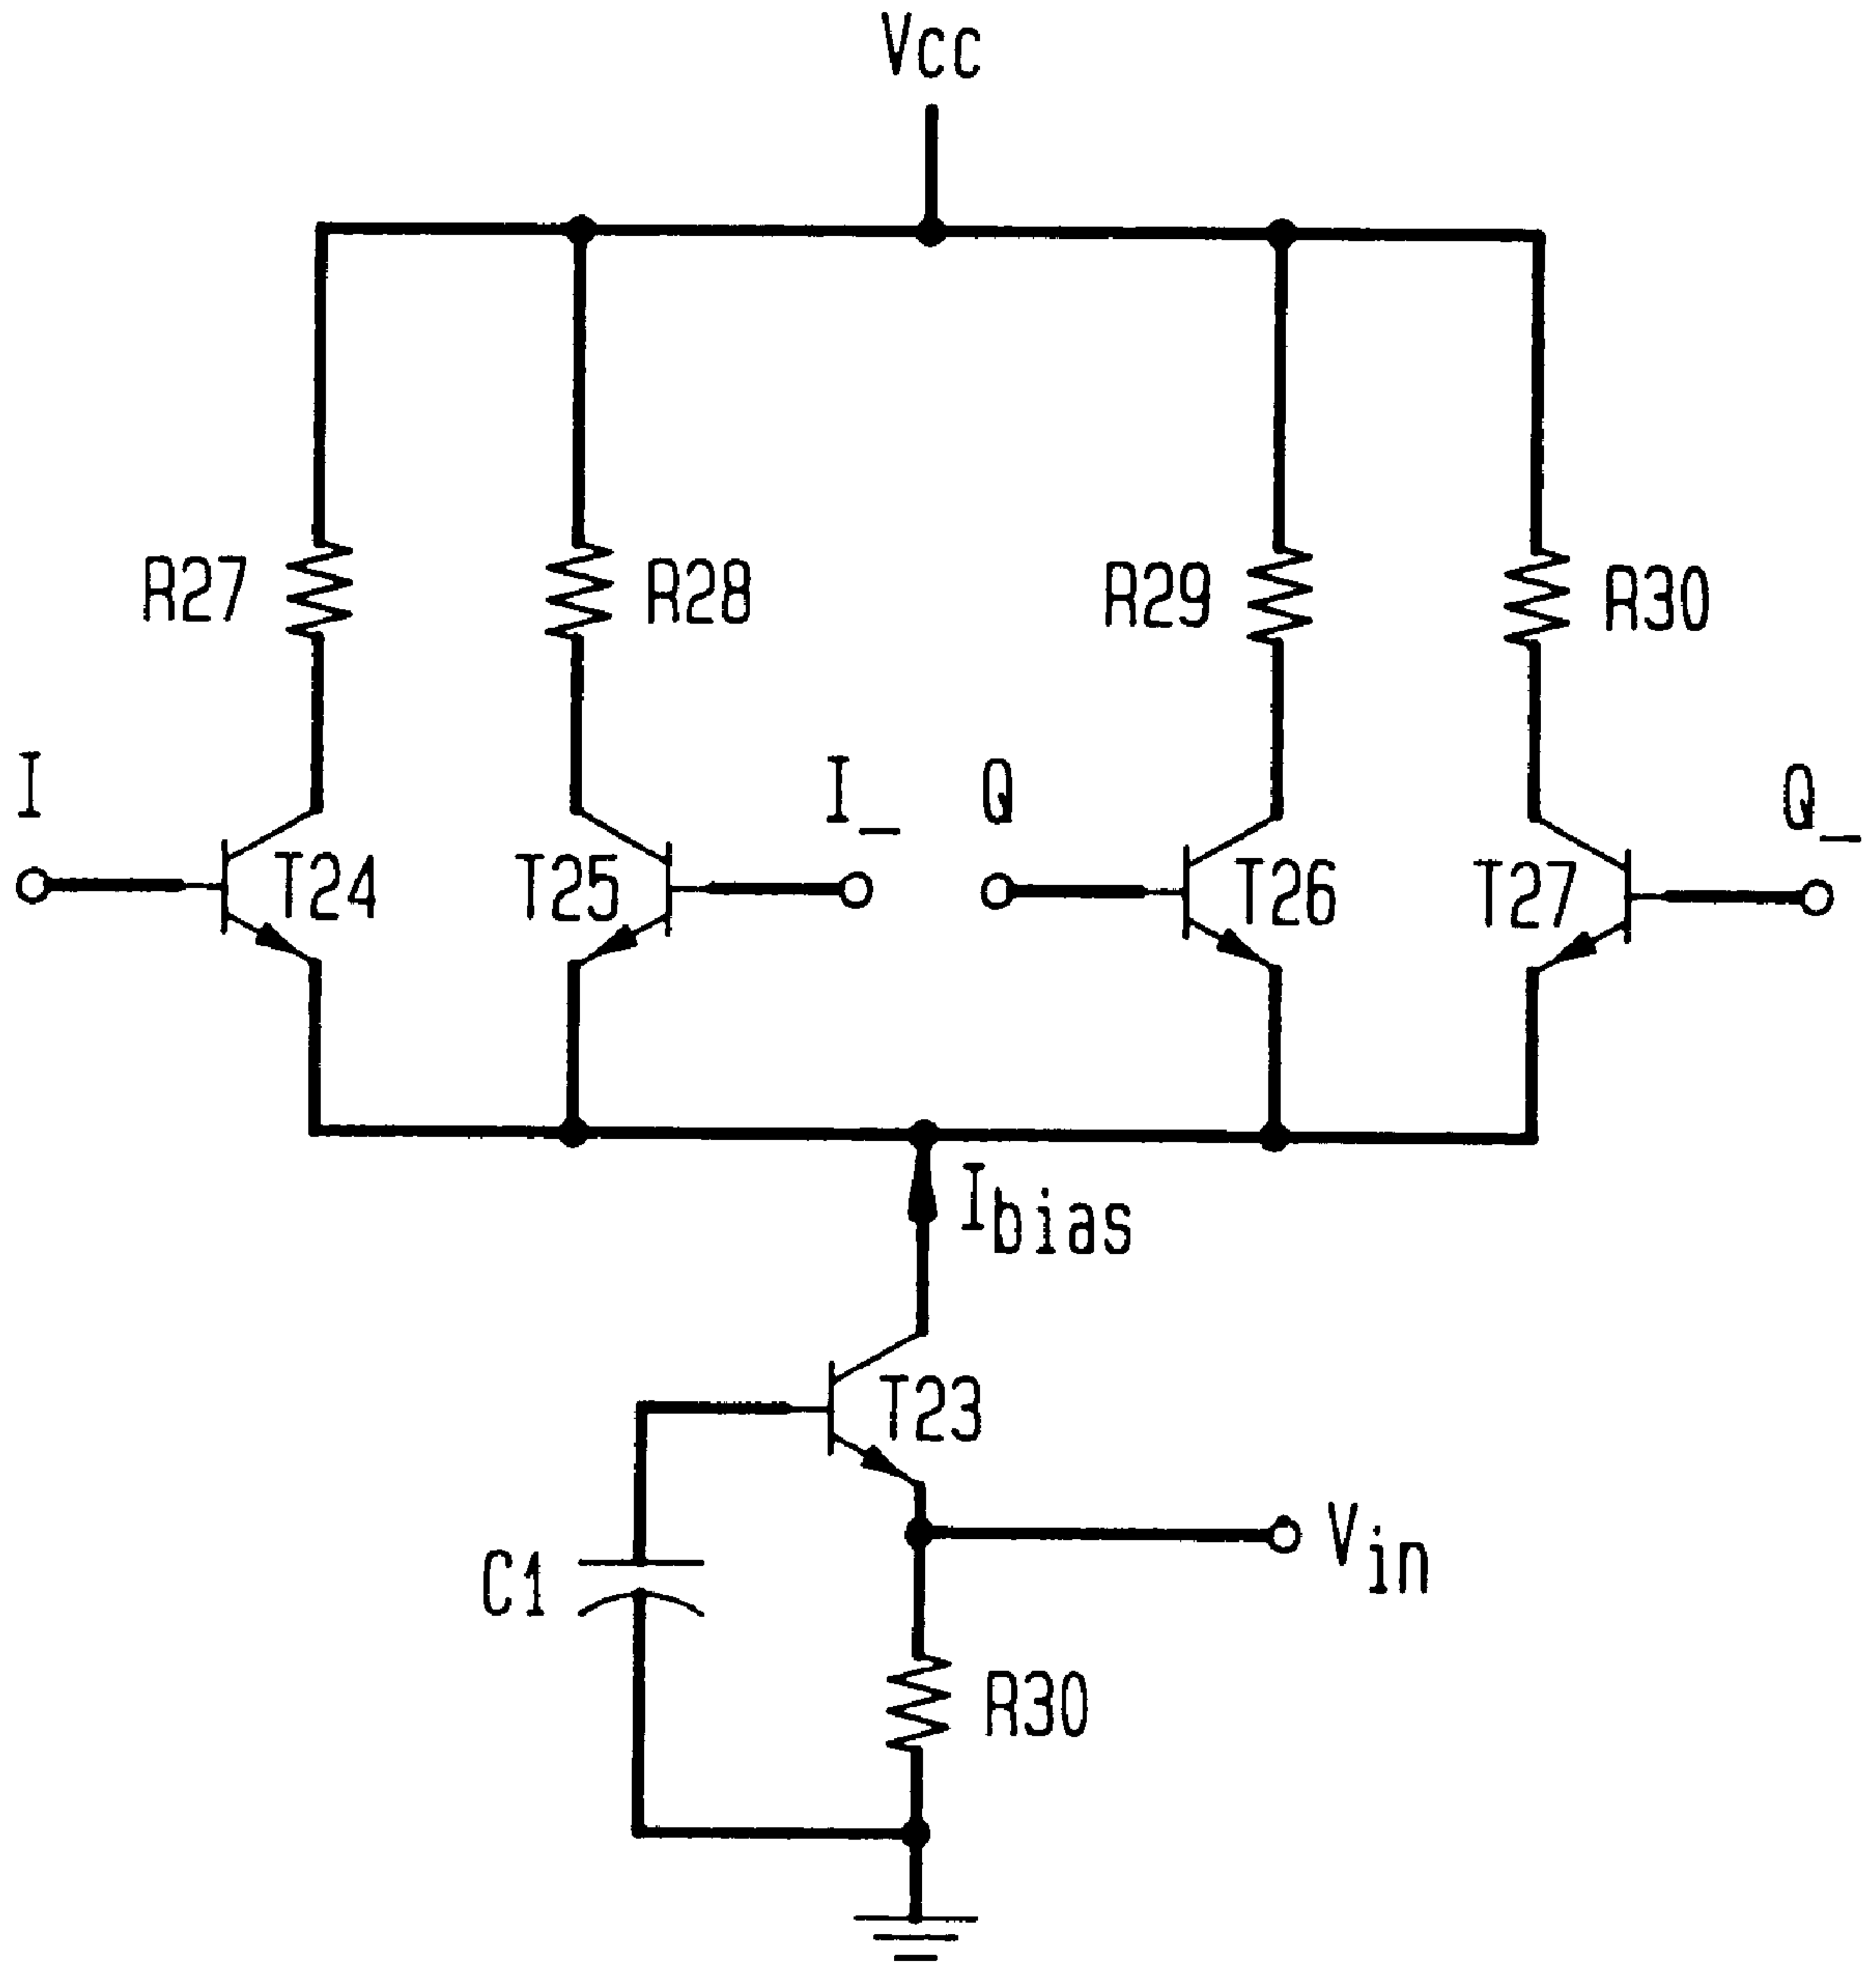 Vcc
R27
R28
R29
R30
I
I_
Q
Q_
T24
T25
T26
T27
Ibias
T23
Vin
C1
R30